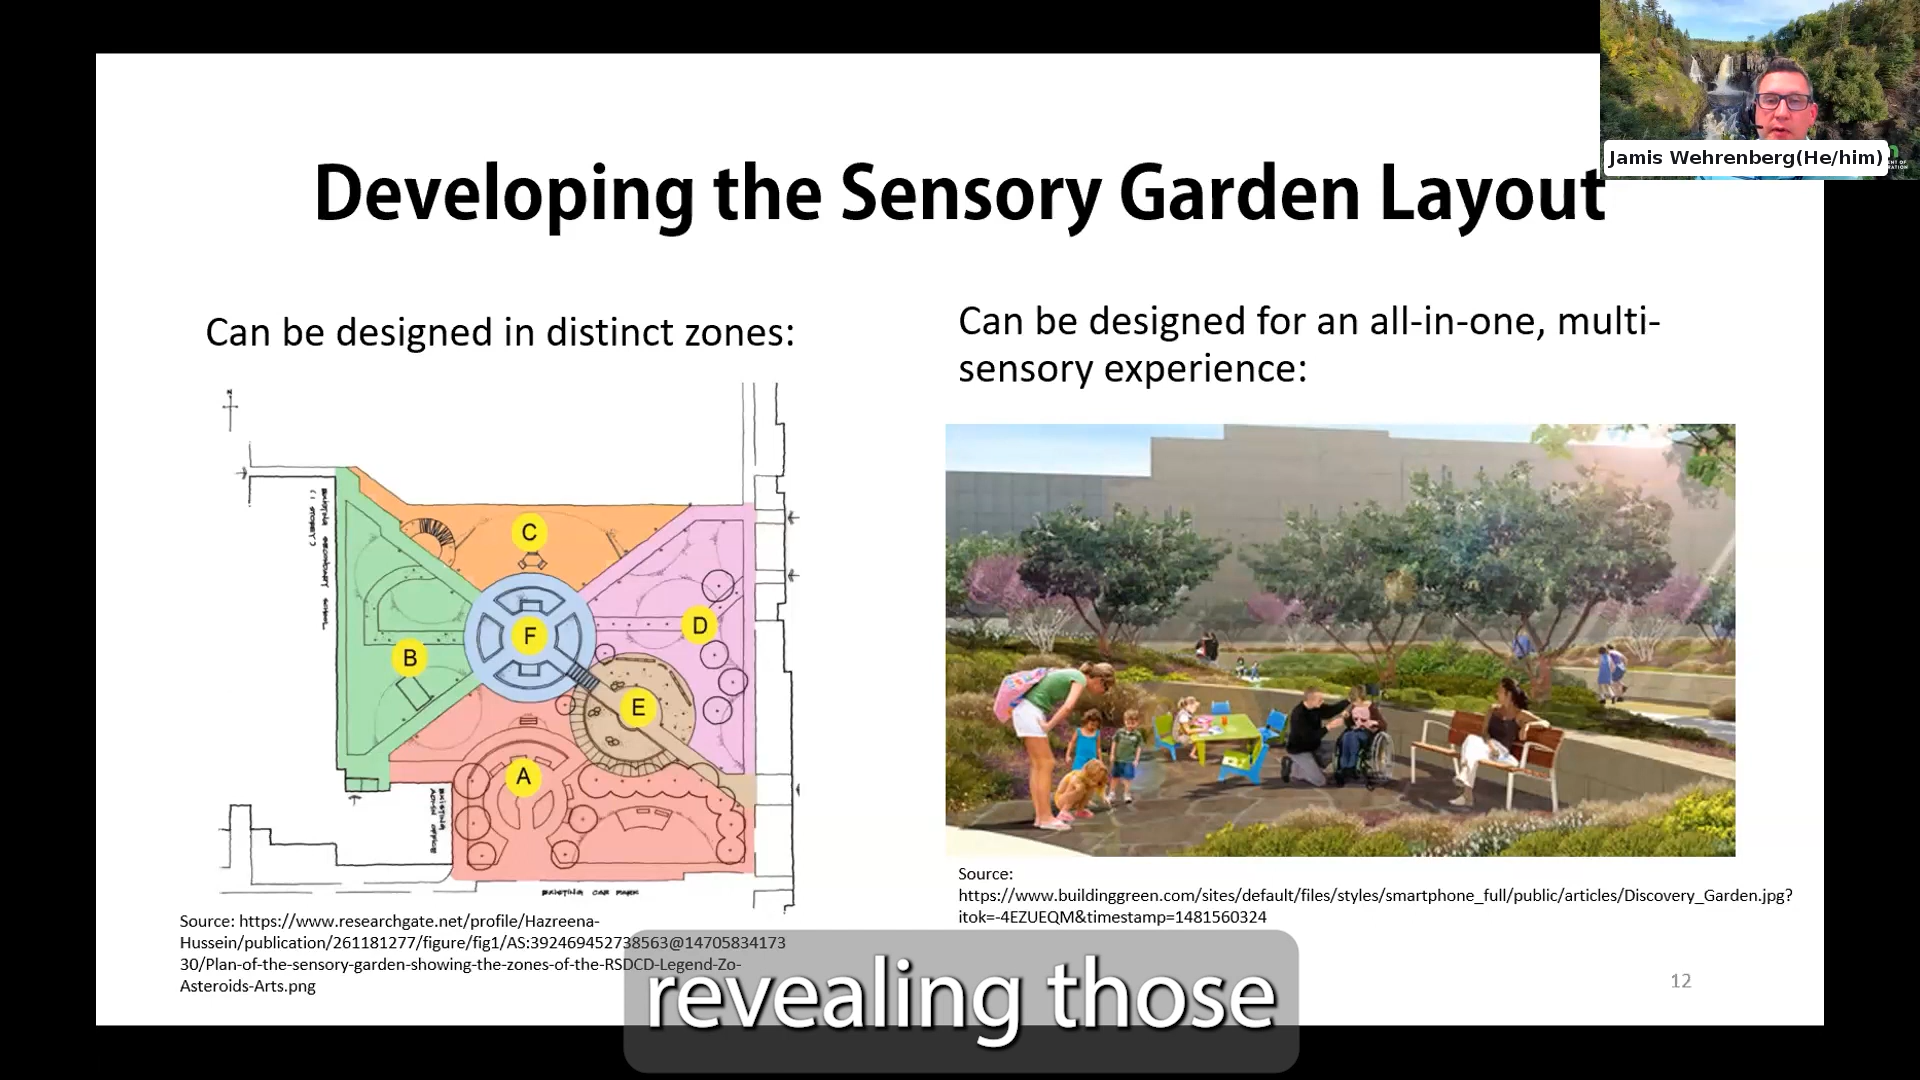 Jamis Wehrenberg(He/him)
Developing the Sensory Garden Layout
Can be designed in distinct zones:
C
F
D
B
E
A
EXISTING CAR PARK
Source: https://www.researchgate.net/profile/Hazreena-
Hussein/publication/261181277/figure/fig1/AS:392469452738563@14705834173
30/Plan-of-the-sensory-garden-showing-the-zones-of-the-RSDCD-Legend-Zo-
Asteroids-Arts.png
Can be designed for an all-in-one, multi-
sensory experience:
Source:
https://www.buildinggreen.com/sites/default/files/styles/smartphone_full/public/articles/Discovery_Garden.jpg?
itok=-4EZUEQM&timestamp=1481560324
12
revealing those